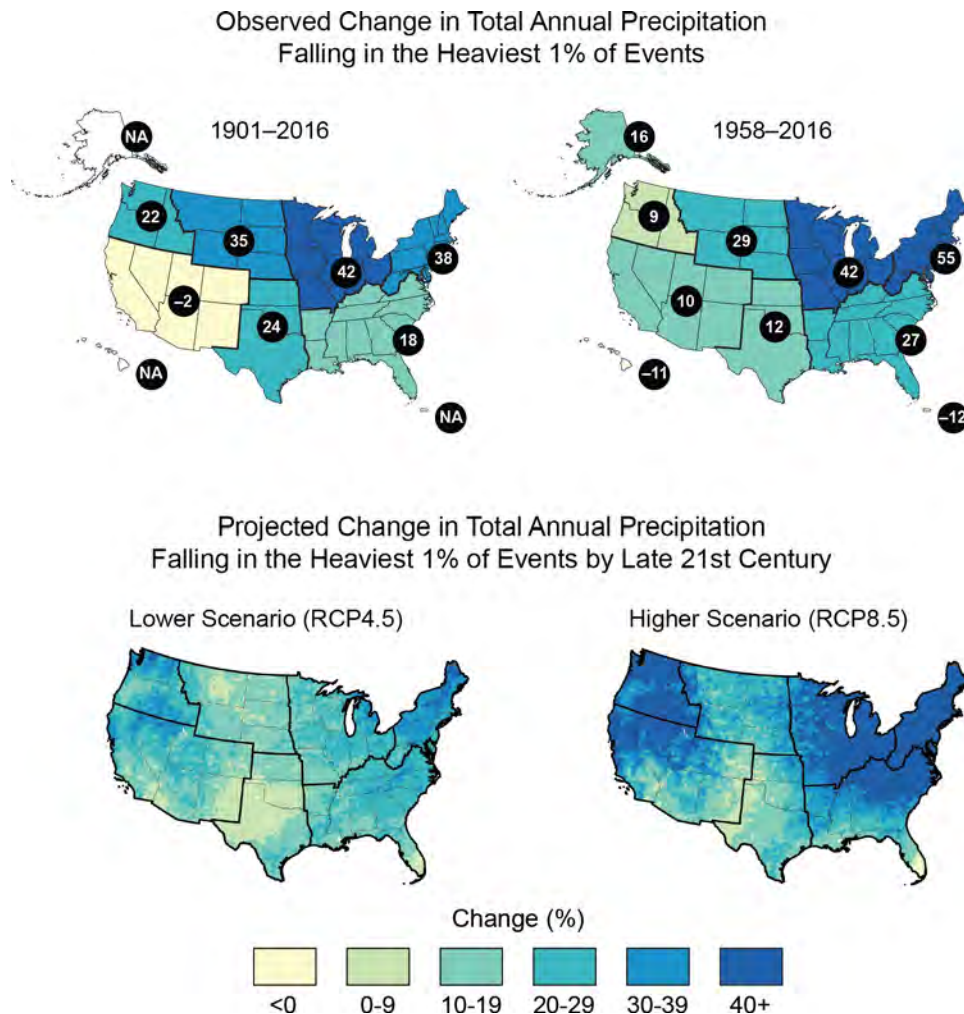 Observed Change in Total Annual Precipitation
Falling in the Heaviest 1% of Events
1901–2016
NA
22
35
42
38
–2
24
18
NA
NA
1958–2016
16
9
29
42
55
10
12
27
–11
–12
Projected Change in Total Annual Precipitation
Falling in the Heaviest 1% of Events by Late 21st Century
Lower Scenario (RCP4.5)
Higher Scenario (RCP8.5)
Change (%)
<0
0-9
10-19
20-29
30-39
40+